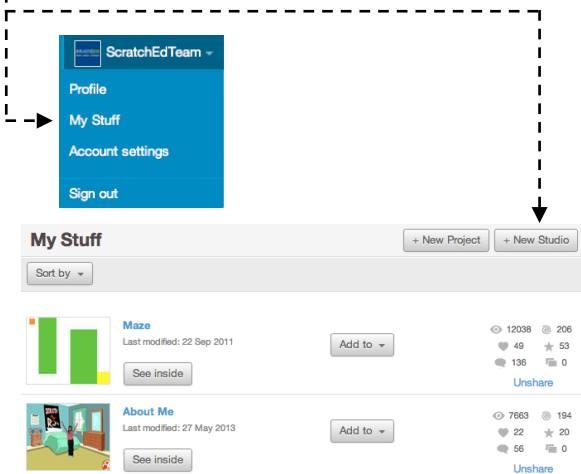 ScratchEdTeam
Profile
My Stuff
Account settings
Sign out
My Stuff
+ New Project
+ New Studio
Sort by
Maze
Last modified: 22 Sep 2011
See inside
Add to
12038 206
49 53
136 0
Unshare
About Me
Last modified: 27 May 2013
See inside
Add to
7663 194
22 20
56 0
Unshare